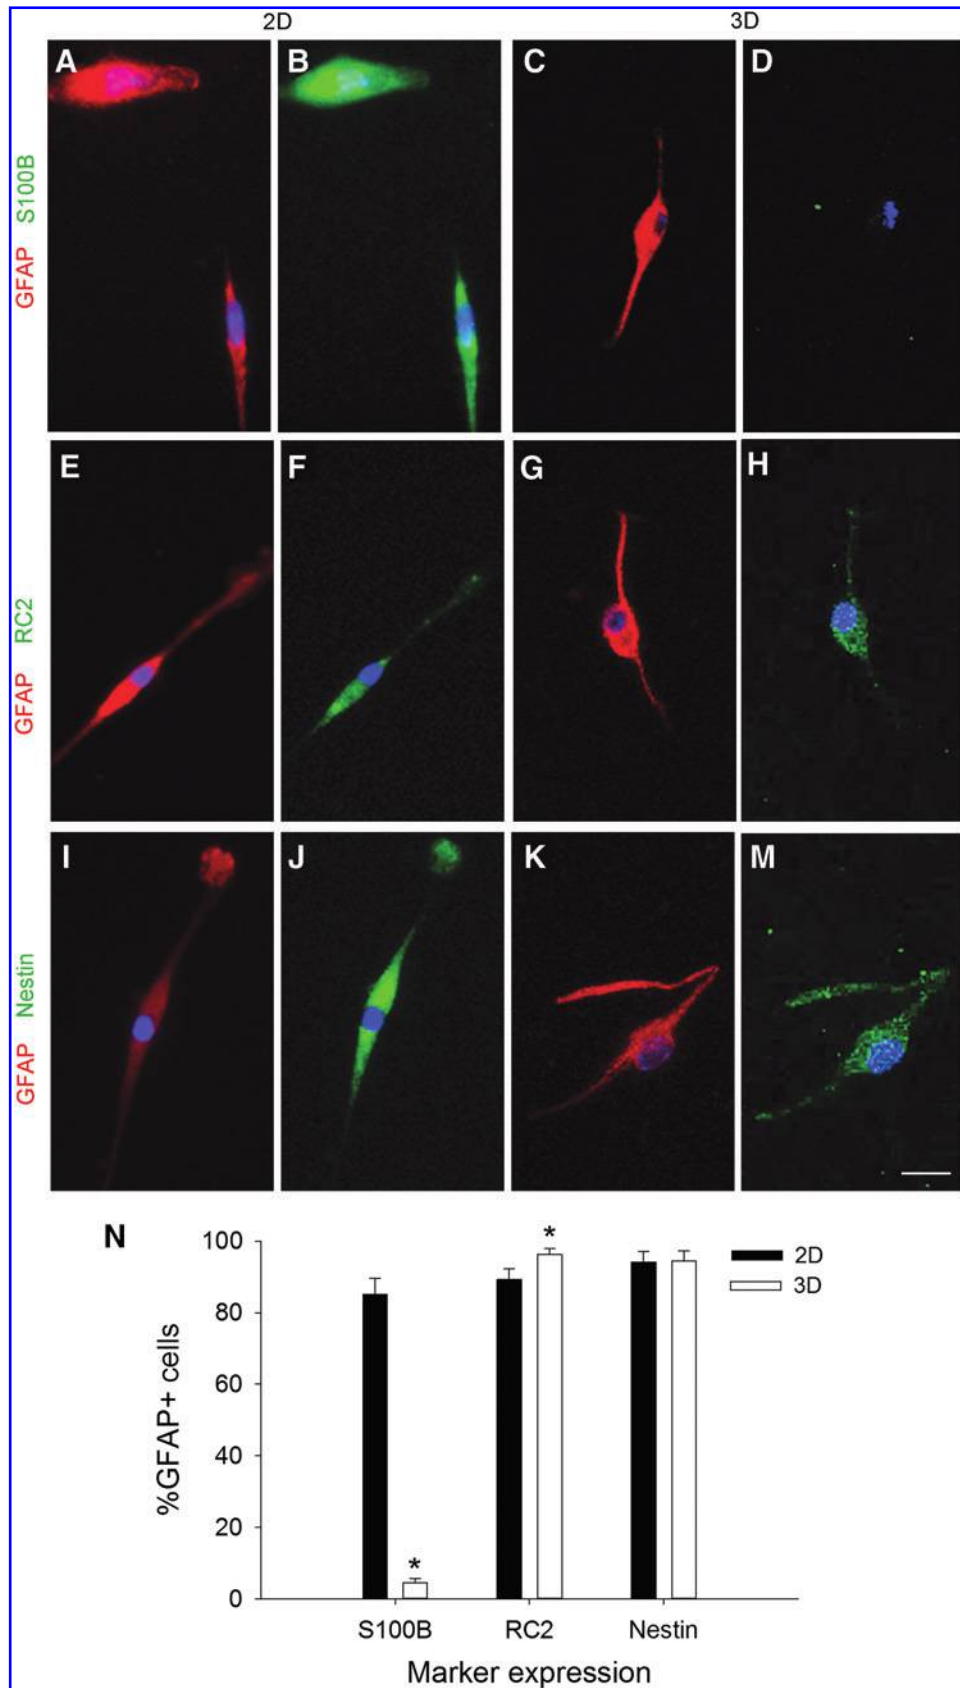 2D 3D
A B C D
GFAP S100B
E F G H
GFAP RC2
I J K M
GFAP Nestin
N
100
80
60
40
20
0
%GFAP+ cells
*
*
2D
3D
S100B RC2 Nestin
Marker expression